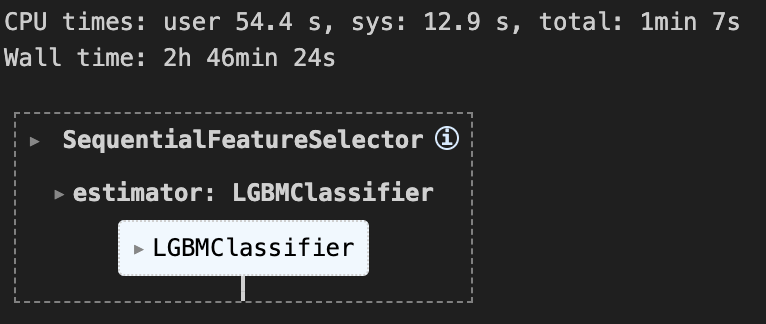 CPU times: user 54.4 s, sys: 12.9 s, total: 1min 7s
Wall time: 2h 46min 24s
▸ SequentialFeatureSelector ⓘ
▸ estimator: LGBMClassifier
▸ LGBMClassifier